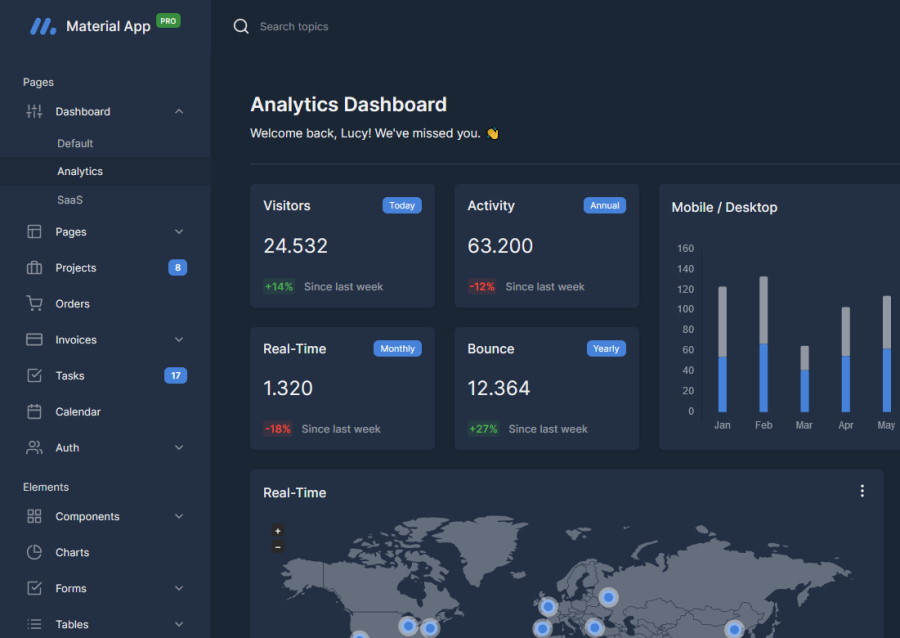 Material App PRO
Search topics
Pages
Dashboard
Default
Analytics
SaaS
Pages
Projects 8
Orders
Invoices
Tasks 17
Calendar
Auth
Elements
Components
Charts
Forms
Tables
Analytics Dashboard
Welcome back, Lucy! We've missed you. 👋
Visitors Today
24.532
+14% Since last week
Activity Annual
63.200
-12% Since last week
Real-Time Monthly
1.320
-18% Since last week
Bounce Yearly
12.364
+27% Since last week
Mobile / Desktop
160
140
120
100
80
60
40
20
0
Jan Feb Mar Apr May
Real-Time
+
−